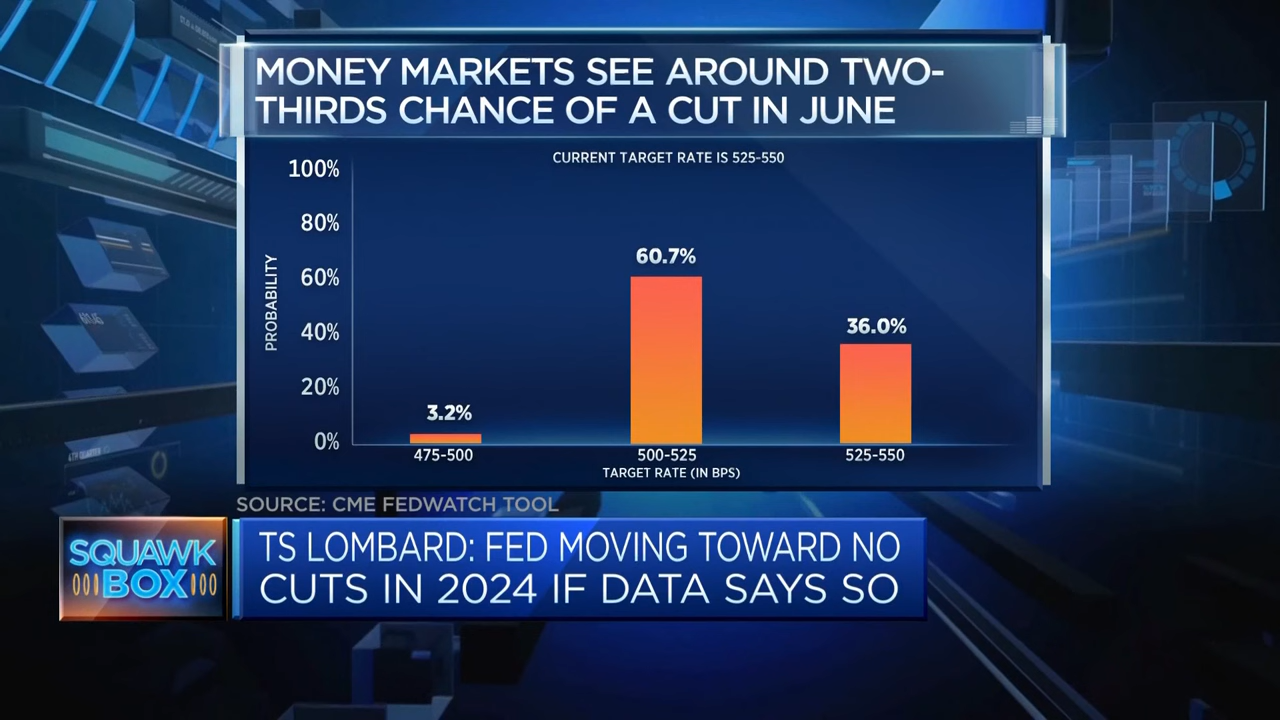 MONEY MARKETS SEE AROUND TWO-
THIRDS CHANCE OF A CUT IN JUNE
CURRENT TARGET RATE IS 525-550
100%
80%
60%
40%
20%
0%
PROBABILITY
3.2%
60.7%
36.0%
475-500
500-525
525-550
TARGET RATE (IN BPS)
SOURCE: CME FEDWATCH TOOL
SQUAWK
BOX
TS LOMBARD: FED MOVING TOWARD NO
CUTS IN 2024 IF DATA SAYS SO
4TH QUARTER